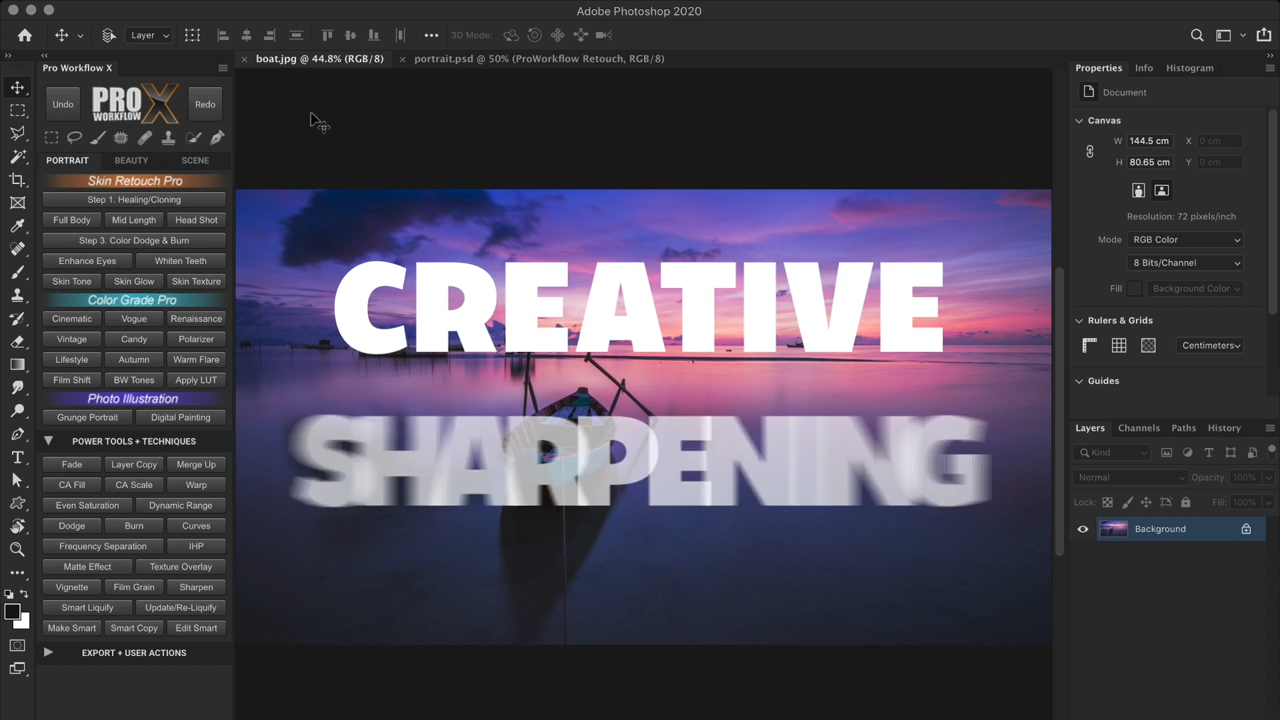 Adobe Photoshop 2020
Layer
3D Mode:
boat.jpg @ 44.8% (RGB/8)
portrait.psd @ 50% (ProWorkflow Retouch, RGB/8)
Pro Workflow X
Undo
PRO X
WORKFLOW
Redo
PORTRAIT BEAUTY SCENE
Skin Retouch Pro
Step 1. Healing/Cloning
Full Body Mid Length Head Shot
Step 3. Color Dodge & Burn
Enhance Eyes Whiten Teeth
Skin Tone Skin Glow Skin Texture
Color Grade Pro
Cinematic Vogue Renaissance
Vintage Candy Polarizer
Lifestyle Autumn Warm Flare
Film Shift BW Tones Apply LUT
Photo Illustration
Grunge Portrait Digital Painting
POWER TOOLS + TECHNIQUES
Fade Layer Copy Merge Up
CA Fill CA Scale Warp
Even Saturation Dynamic Range
Dodge Burn Curves
Frequency Separation IHP
Matte Effect Texture Overlay
Vignette Film Grain Sharpen
Smart Liquify Update/Re-Liquify
Make Smart Smart Copy Edit Smart
EXPORT + USER ACTIONS
CREATIVE
SHARPENING
Properties Info Histogram
Document
Canvas
W 144.5 cm X 0 cm
H 80.65 cm Y 0 cm
Resolution: 72 pixels/inch
Mode RGB Color
8 Bits/Channel
Fill Background Color
Rulers & Grids
Centimeters
Guides
Layers Channels Paths History
Kind
Normal Opacity: 100%
Lock: Fill: 100%
Background